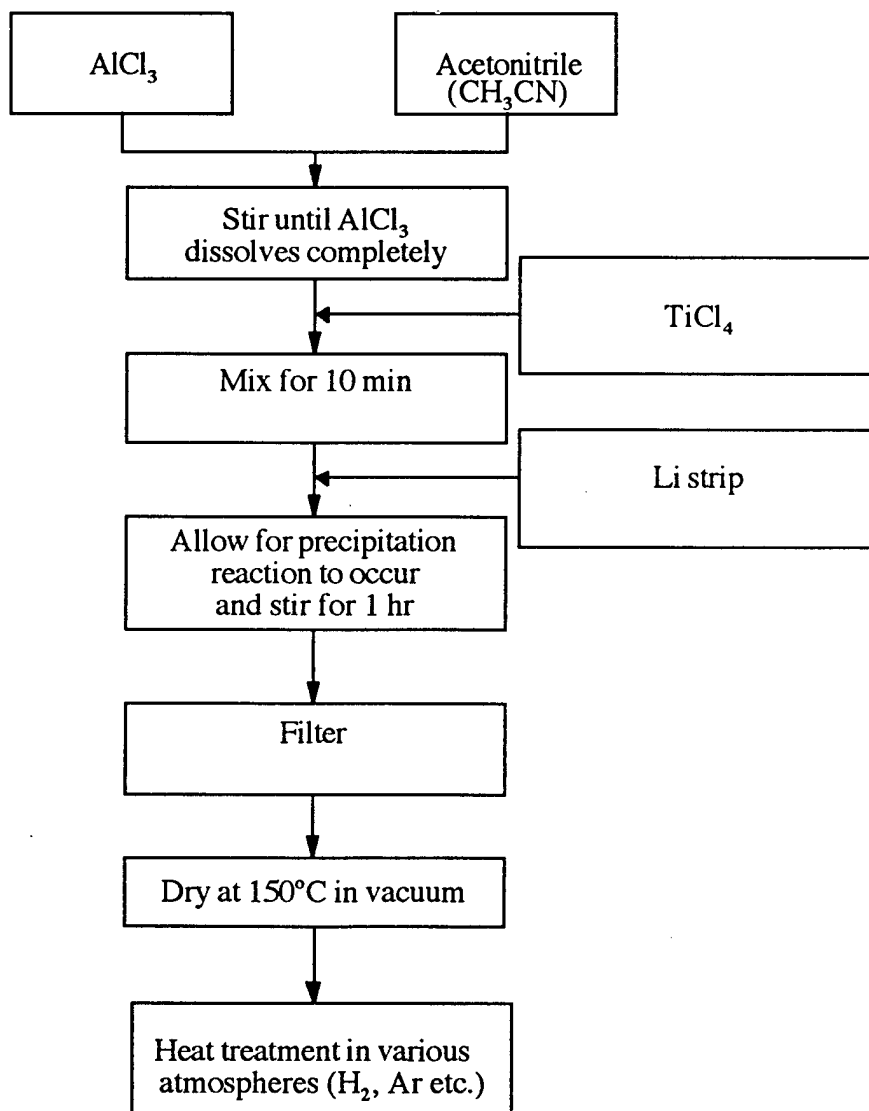 AlCl₃
Acetonitrile
(CH₃CN)
Stir until AlCl₃
dissolves completely
TiCl₄
Mix for 10 min
Li strip
Allow for precipitation
reaction to occur
and stir for 1 hr
Filter
Dry at 150°C in vacuum
Heat treatment in various
atmospheres (H₂, Ar etc.)